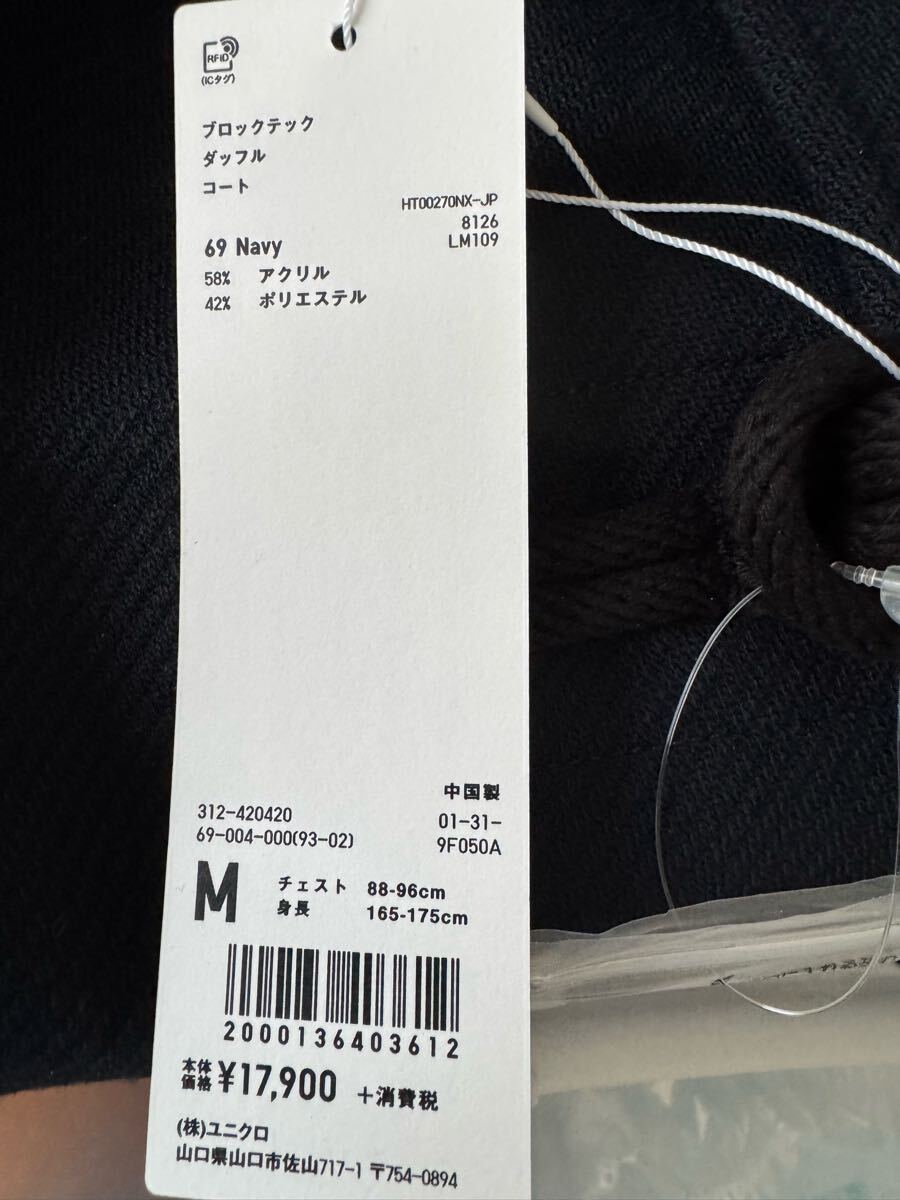 RFID
(ICタグ)
ブロックテック
ダッフル
コート
HT00270NX-JP
8126
LM109
69 Navy
58% アクリル
42% ポリエステル
中国製
312-420420
01-31-
69-004-000(93-02)
9F050A
M
チェスト 88-96cm
身長 165-175cm
2000136403612
本体
価格 ¥17,900 +消費税
(株)ユニクロ
山口県山口市佐山717-1 〒754-0894